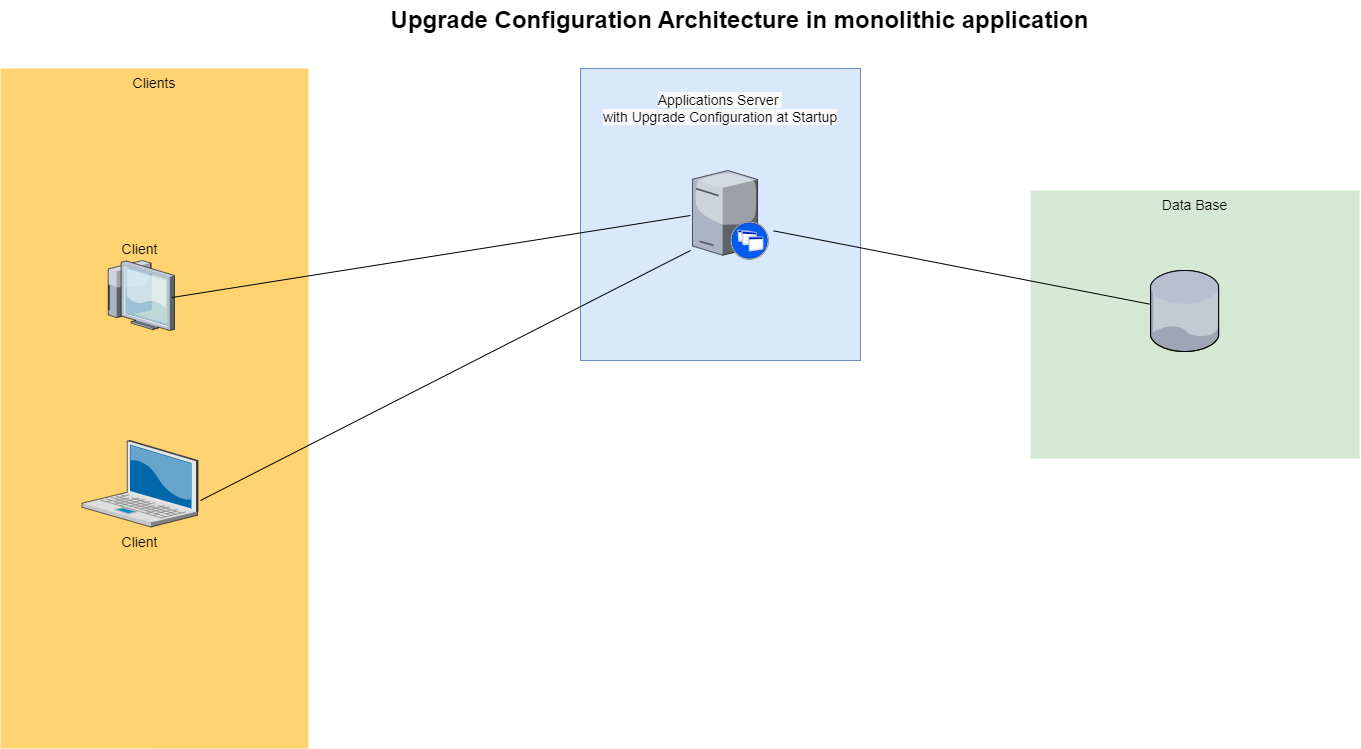 Upgrade Configuration Architecture in monolithic application
Clients
Applications Server
with Upgrade Configuration at Startup
Data Base
Client
Client